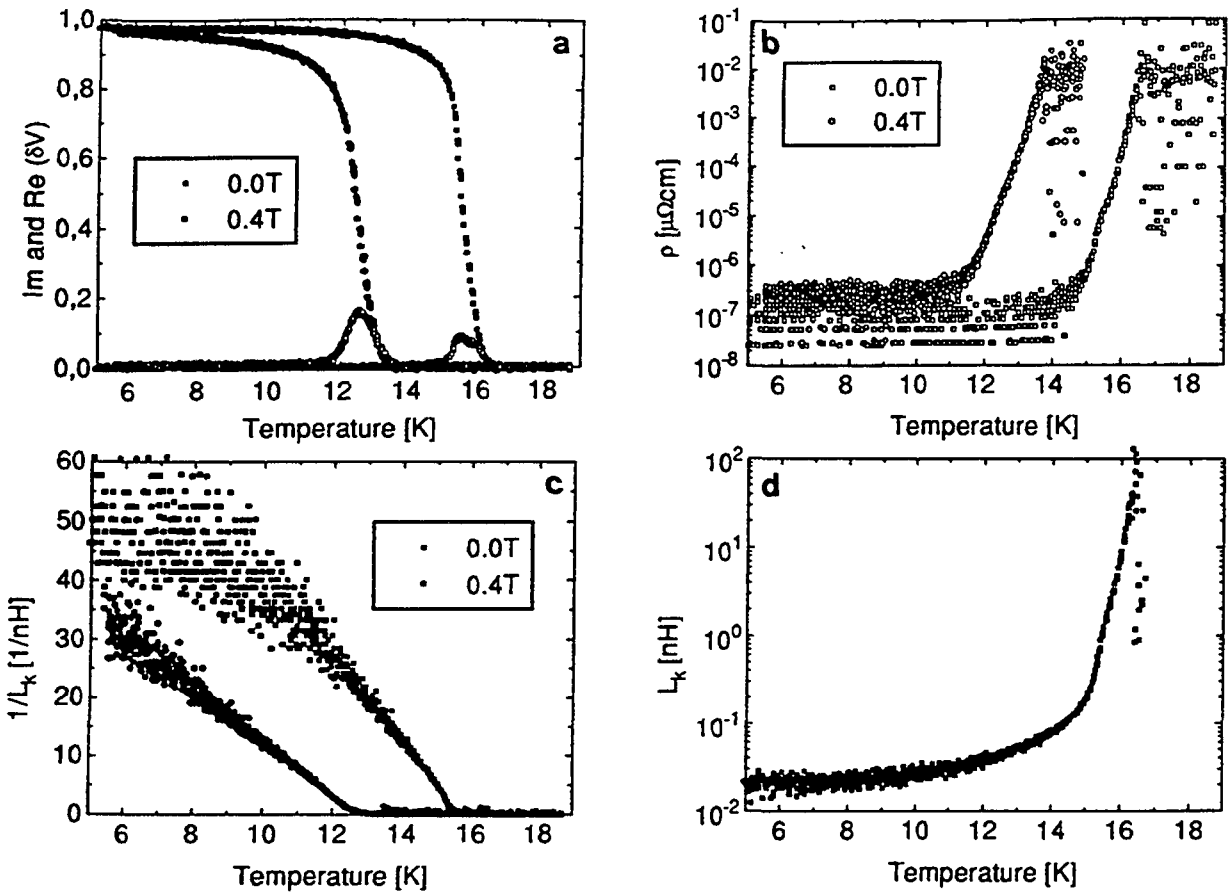 a
Im and Re (δV)
1,0
0,8
0,6
0,4
0,2
0,0
0.0T
0.4T
6 8 10 12 14 16 18
Temperature [K]
b
ρ [μΩcm]
10⁻¹
10⁻²
10⁻³
10⁻⁴
10⁻⁵
10⁻⁶
10⁻⁷
10⁻⁸
0.0T
0.4T
6 8 10 12 14 16 18
Temperature [K]
c
1/Lₖ [1/nH]
60
50
40
30
20
10
0
0.0T
0.4T
6 8 10 12 14 16 18
Temperature [K]
d
Lₖ [nH]
10²
10¹
10⁰
10⁻¹
10⁻²
6 8 10 12 14 16 18
Temperature [K]